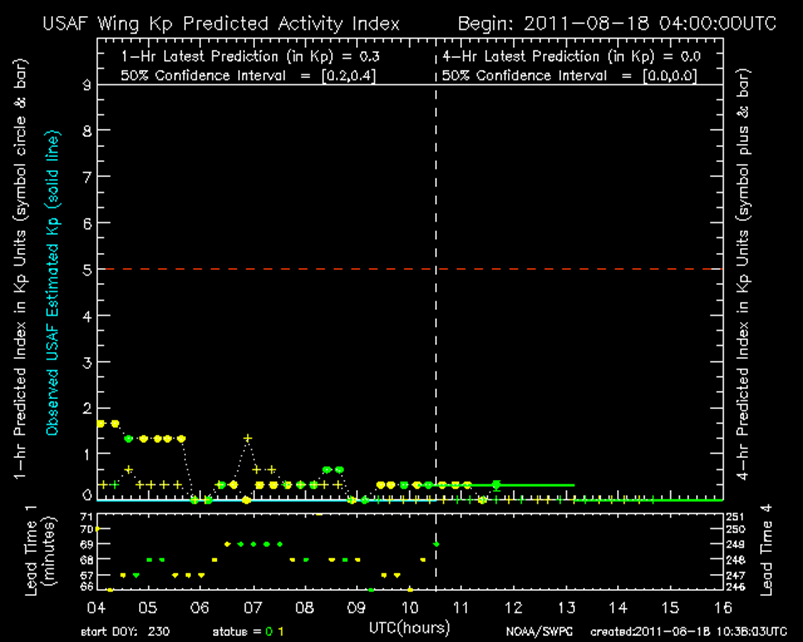 USAF Wing Kp Predicted Activity Index
Begin: 2011-08-18 04:00:00UTC
1-Hr Latest Prediction (in Kp) = 0.3
4-Hr Latest Prediction (in Kp) = 0.0
50% Confidence Interval = [0.2,0.4]
50% Confidence Interval = [0.0,0.0]
1-hr Predicted Index in Kp Units (symbol circle & bar)
Observed USAF Estimated Kp (solid line)
9
8
7
6
5
4
3
2
1
0
4-hr Predicted Index in Kp Units (symbol plus & bar)
Lead Time 1
(minutes)
71
70
69
68
67
66
251
250
249
248
247
246
Lead Time 4
04 05 06 07 08 09 10 11 12 13 14 15 16
UTC(hours)
start DOY: 230
status = 0 1
NOAA/SWPC
created:2011-08-18 10:38:03UTC